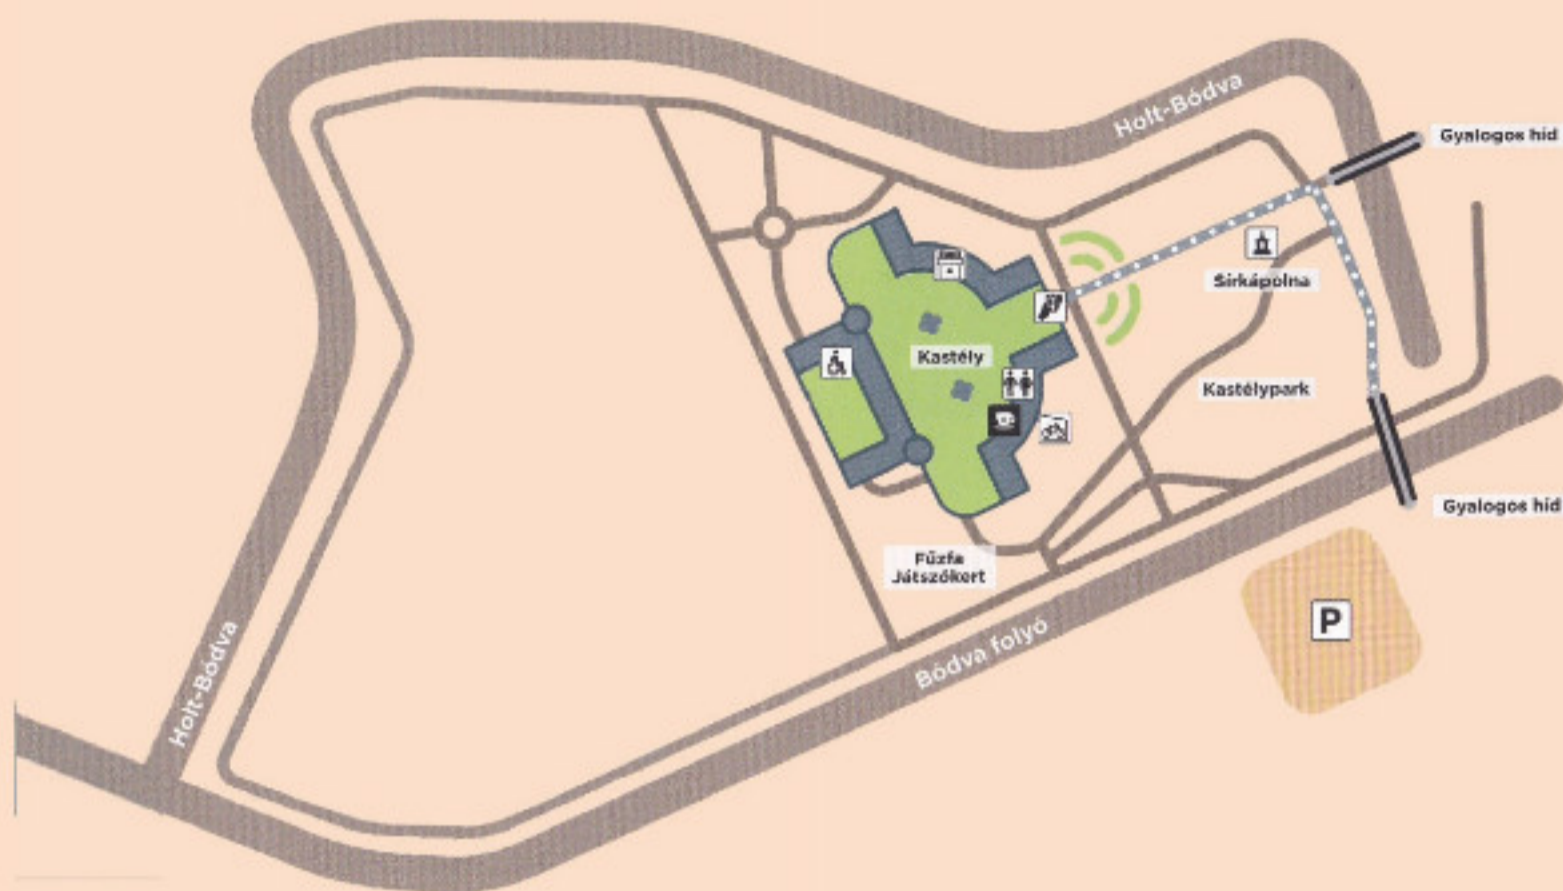 Holt-Bódva
Gyalogos híd
Sírkápolna
Kastély
Kastélypark
Gyalogos híd
Fűzfa
Játszókert
P
Bódva folyó
Holt-Bódva